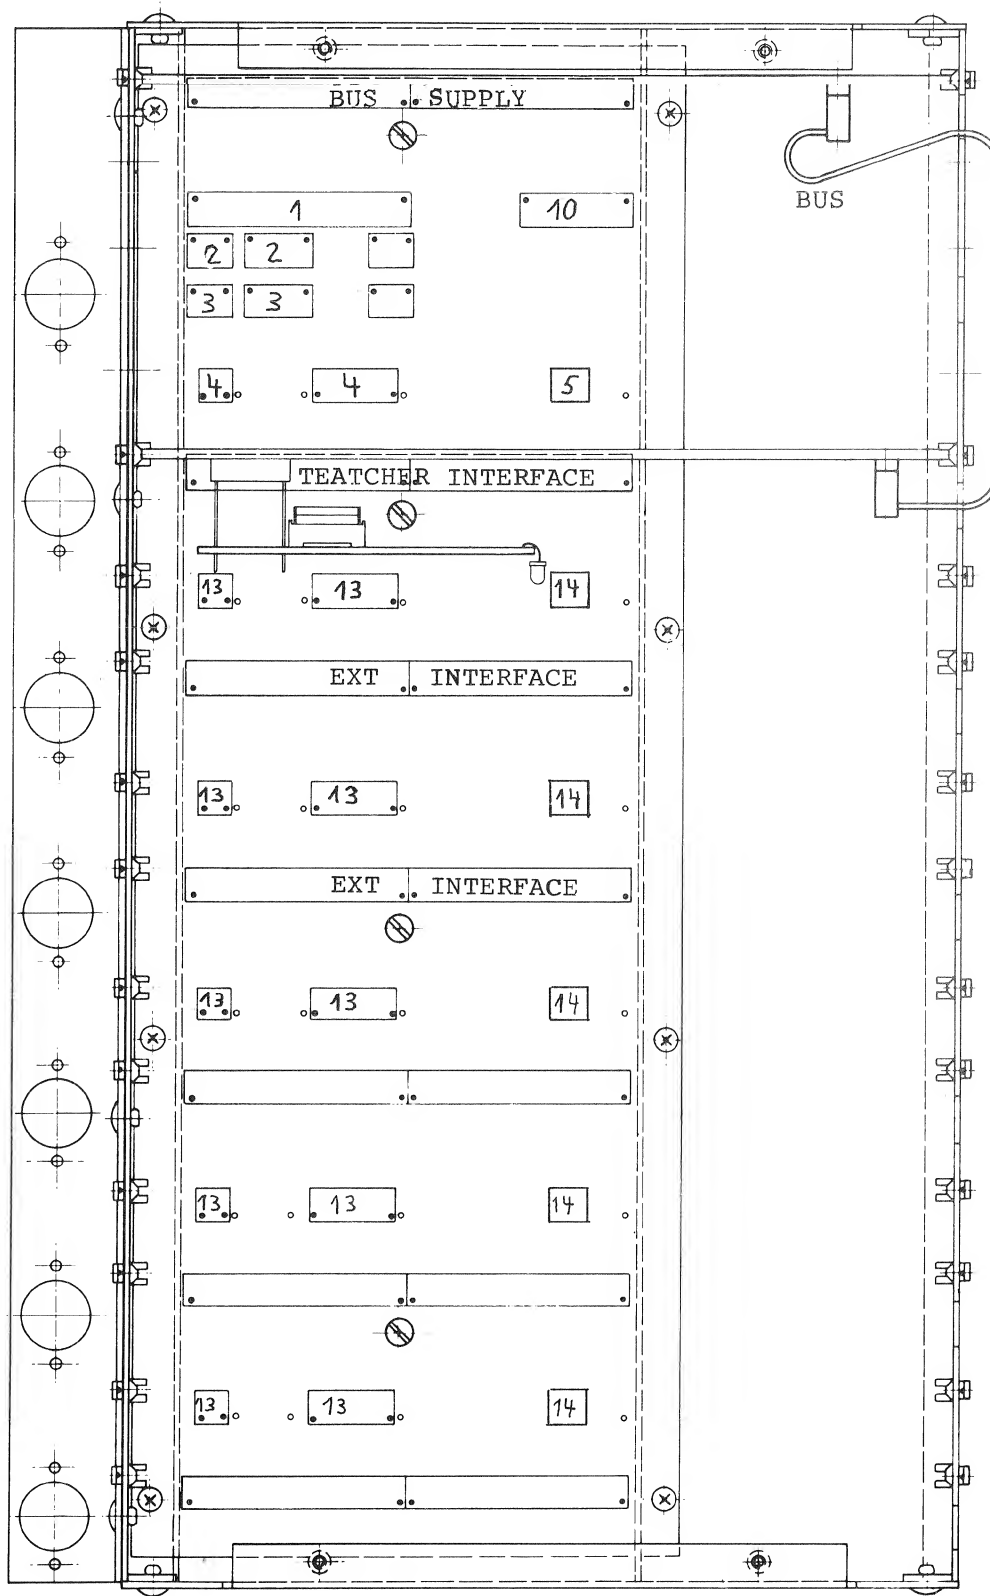 BUS SUPPLY
BUS
1 10
2 2
3 3
4 4 5
TEATCHER INTERFACE
13 13 14
EXT INTERFACE
13 13 14
EXT INTERFACE
13 13 14
13 13 14
13 13 14